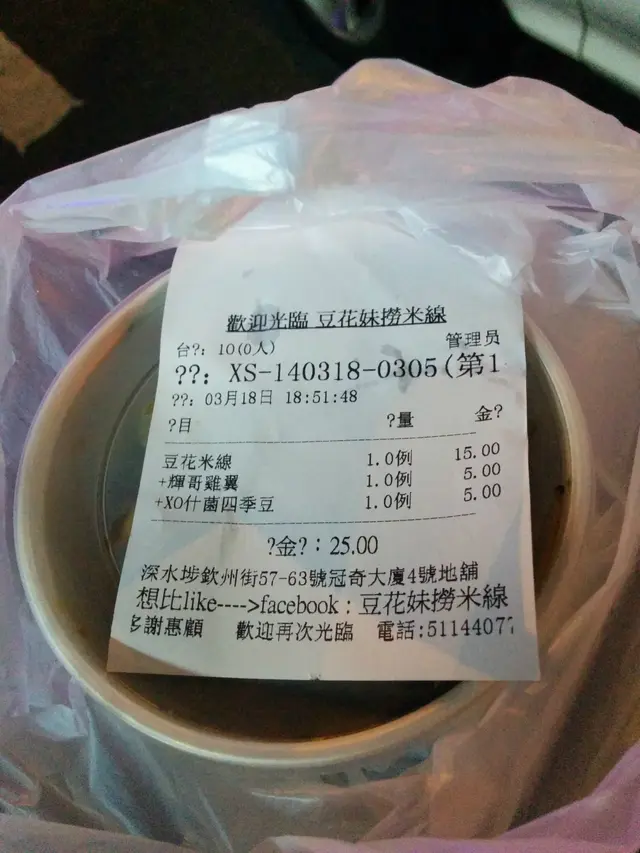 歡迎光臨 豆花妹撈米線
台?: 10(0人) 管理员
??: XS-140318-0305(第1
??: 03月18日 18:51:48
?目 ?量 金?
豆花米線 1.0例 15.00
+輝哥雞翼 1.0例 5.00
+XO什菌四季豆 1.0例 5.00
?金?: 25.00
深水埗欽州街57-63號冠奇大廈4號地舖
想比like---->facebook : 豆花妹撈米線
多謝惠顧 歡迎再次光臨 電話:51144077